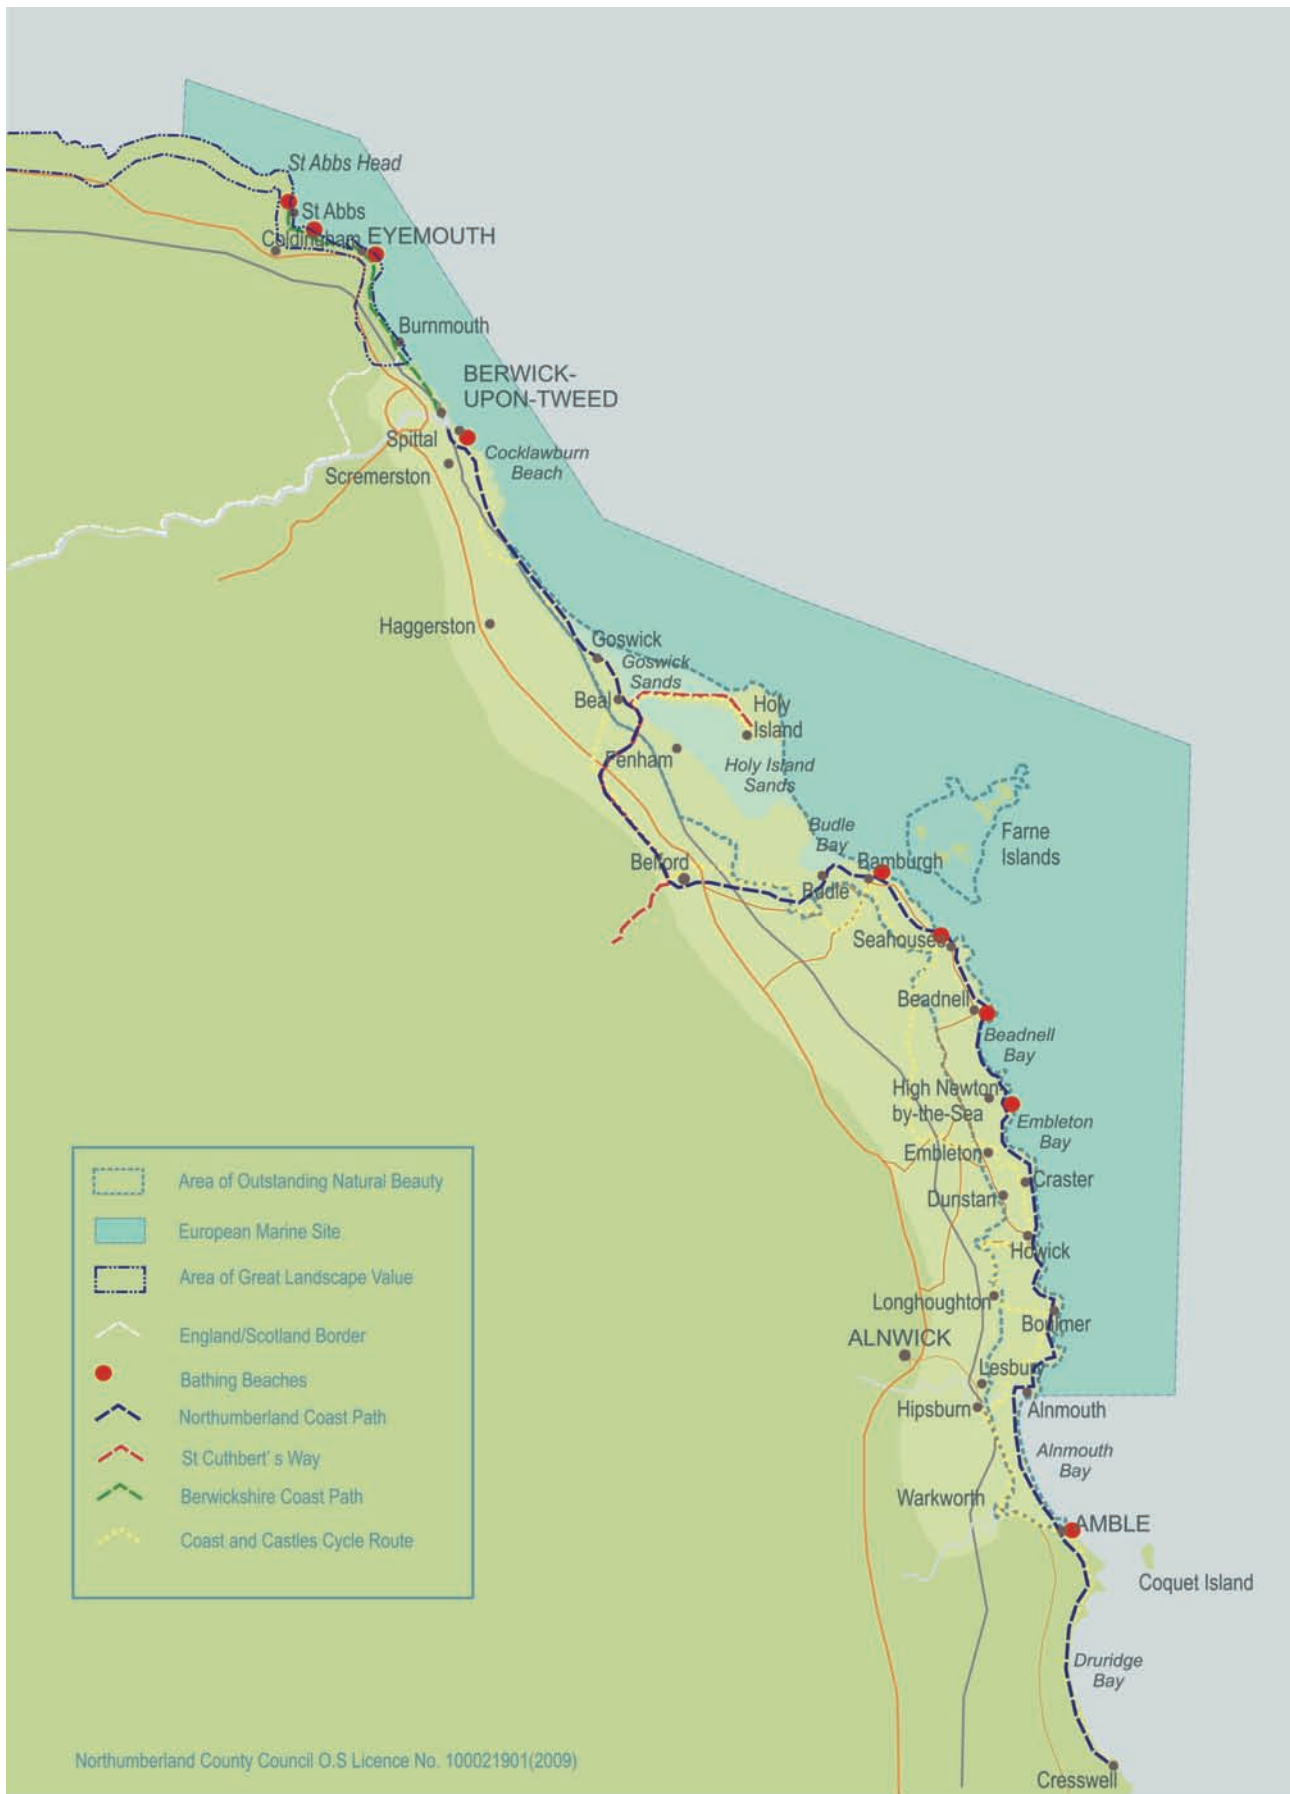 St Abbs Head
St Abbs
Coldingham
EYEMOUTH
Burnmouth
BERWICK-
UPON-TWEED
Spittal
Cocklawburn
Beach
Scremerston
Haggerston
Goswick
Goswick
Sands
Beal
Holy
Island
Fenham
Holy Island
Sands
Budle
Bay
Farne
Islands
Belford
Bamburgh
Budle
Seahouses
Beadnell
Beadnell
Bay
High Newton
by-the-Sea
Embleton
Bay
Embleton
Craster
Dunstan
Howick
Longhoughton
Boulmer
ALNWICK
Lesbury
Hipsburn
Alnmouth
Alnmouth
Bay
Warkworth
AMBLE
Coquet Island
Druridge
Bay
Cresswell
Area of Outstanding Natural Beauty
European Marine Site
Area of Great Landscape Value
England/Scotland Border
Bathing Beaches
Northumberland Coast Path
St Cuthbert' s Way
Berwickshire Coast Path
Coast and Castles Cycle Route
Northumberland County Council O.S Licence No. 100021901(2009)